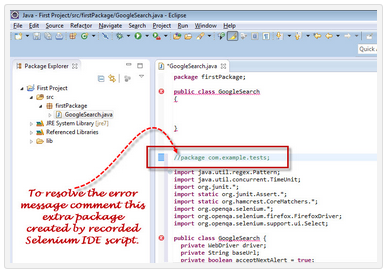 Java - First Project/src/firstPackage/GoogleSearch.java - Eclipse
File Edit Source Refactor Navigate Search Project Run Window Help
Quick
Package Explorer
First Project
src
firstPackage
GoogleSearch.java
JRE System Library [jre7]
Referenced Libraries
lib
*GoogleSearch.java
package firstPackage;
public class GoogleSearch
{
}
//package com.example.tests;
import java.util.regex.Pattern;
import java.util.concurrent.TimeUnit;
import org.junit.*;
import static org.junit.Assert.*;
import static org.hamcrest.CoreMatchers.*;
import org.openqa.selenium.*;
import org.openqa.selenium.firefox.FirefoxDriver;
import org.openqa.selenium.support.ui.Select;
public class GoogleSearch {
private WebDriver driver;
private String baseUrl;
private boolean acceptNextAlert = true;
To resolve the error
message comment this
extra package
created by recorded
Selenium IDE script.